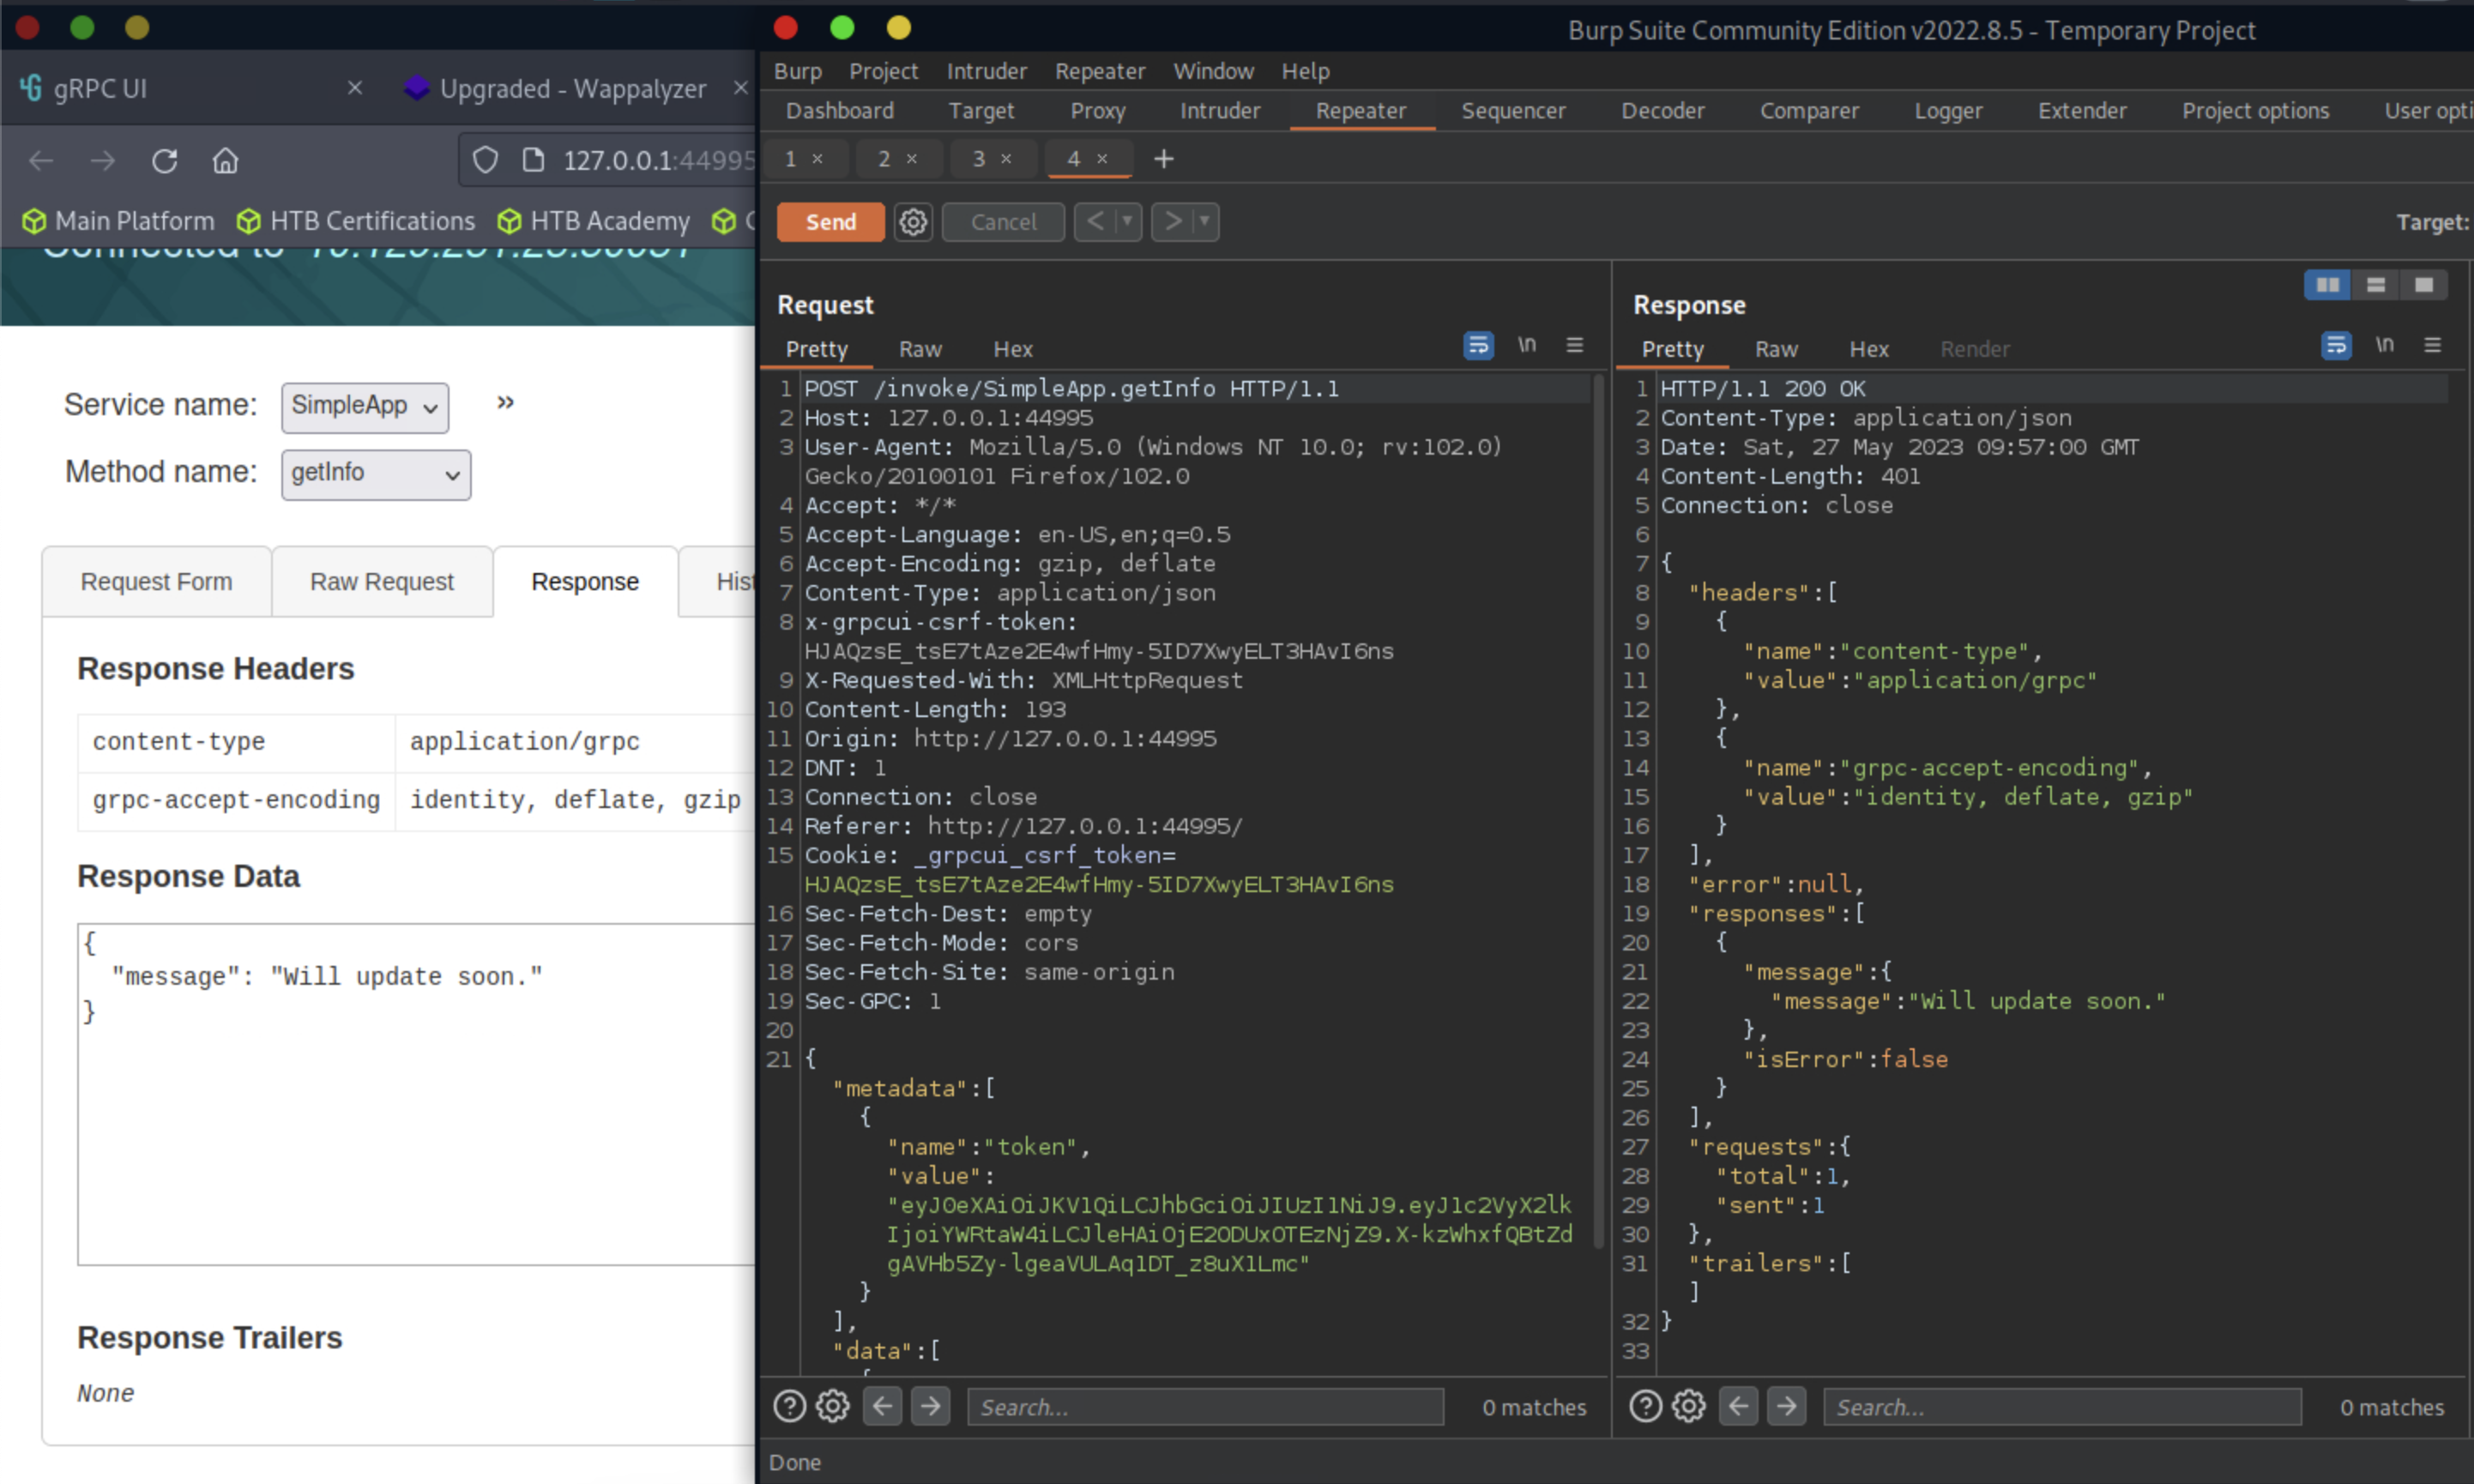 gRPC UI
Upgraded - Wappalyzer
127.0.0.1:44995
Main Platform
HTB Certifications
HTB Academy
Connected to
Service name: SimpleApp »
Method name: getInfo
Request Form
Raw Request
Response
Hist
Response Headers
content-type application/grpc
grpc-accept-encoding identity, deflate, gzip
Response Data
{
"message": "Will update soon."
}
Response Trailers
None
Burp Suite Community Edition v2022.8.5 - Temporary Project
Burp Project Intruder Repeater Window Help
Dashboard Target Proxy Intruder Repeater Sequencer Decoder Comparer Logger Extender Project options User opti
1 × 2 × 3 × 4 × +
Send Cancel < >
Target:
Request
Pretty Raw Hex \n
1 POST /invoke/SimpleApp.getInfo HTTP/1.1
2 Host: 127.0.0.1:44995
3 User-Agent: Mozilla/5.0 (Windows NT 10.0; rv:102.0)
Gecko/20100101 Firefox/102.0
4 Accept: */*
5 Accept-Language: en-US,en;q=0.5
6 Accept-Encoding: gzip, deflate
7 Content-Type: application/json
8 x-grpcui-csrf-token:
HJAQzsE_tsE7tAze2E4wfHmy-5ID7XwyELT3HAvI6ns
9 X-Requested-With: XMLHttpRequest
10 Content-Length: 193
11 Origin: http://127.0.0.1:44995
12 DNT: 1
13 Connection: close
14 Referer: http://127.0.0.1:44995/
15 Cookie: _grpcui_csrf_token=
HJAQzsE_tsE7tAze2E4wfHmy-5ID7XwyELT3HAvI6ns
16 Sec-Fetch-Dest: empty
17 Sec-Fetch-Mode: cors
18 Sec-Fetch-Site: same-origin
19 Sec-GPC: 1
20
21 {
"metadata":[
{
"name":"token",
"value":
"eyJ0eXAiOiJKV1QiLCJhbGciOiJIUzI1NiJ9.eyJ1c2VyX2lk
IjoiYWRtaW4iLCJleHAiOjE2ODUxOTEzNjZ9.X-kzWhxfQBtZd
gAVHb5Zy-lgeaVULAq1DT_z8uX1Lmc"
}
],
"data":[
Search...
0 matches
Response
Pretty Raw Hex Render \n
1 HTTP/1.1 200 OK
2 Content-Type: application/json
3 Date: Sat, 27 May 2023 09:57:00 GMT
4 Content-Length: 401
5 Connection: close
6
7 {
8 "headers":[
9 {
10 "name":"content-type",
11 "value":"application/grpc"
12 },
13 {
14 "name":"grpc-accept-encoding",
15 "value":"identity, deflate, gzip"
16 }
17 ],
18 "error":null,
19 "responses":[
20 {
21 "message":{
22 "message":"Will update soon."
23 },
24 "isError":false
25 }
26 ],
27 "requests":{
28 "total":1,
29 "sent":1
30 },
31 "trailers":[
]
32 }
33
Search...
0 matches
Done